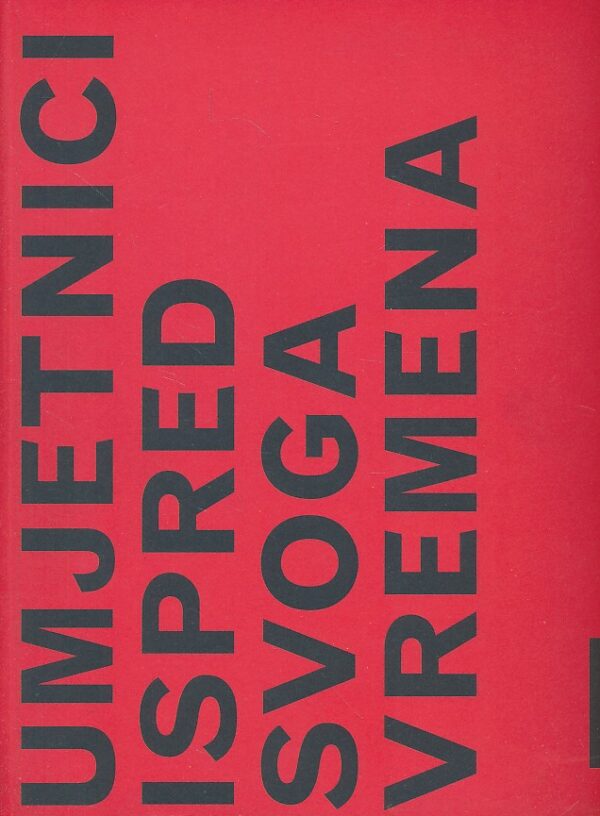 UMJETNICI
ISPRED
SVOGA
VREMENA